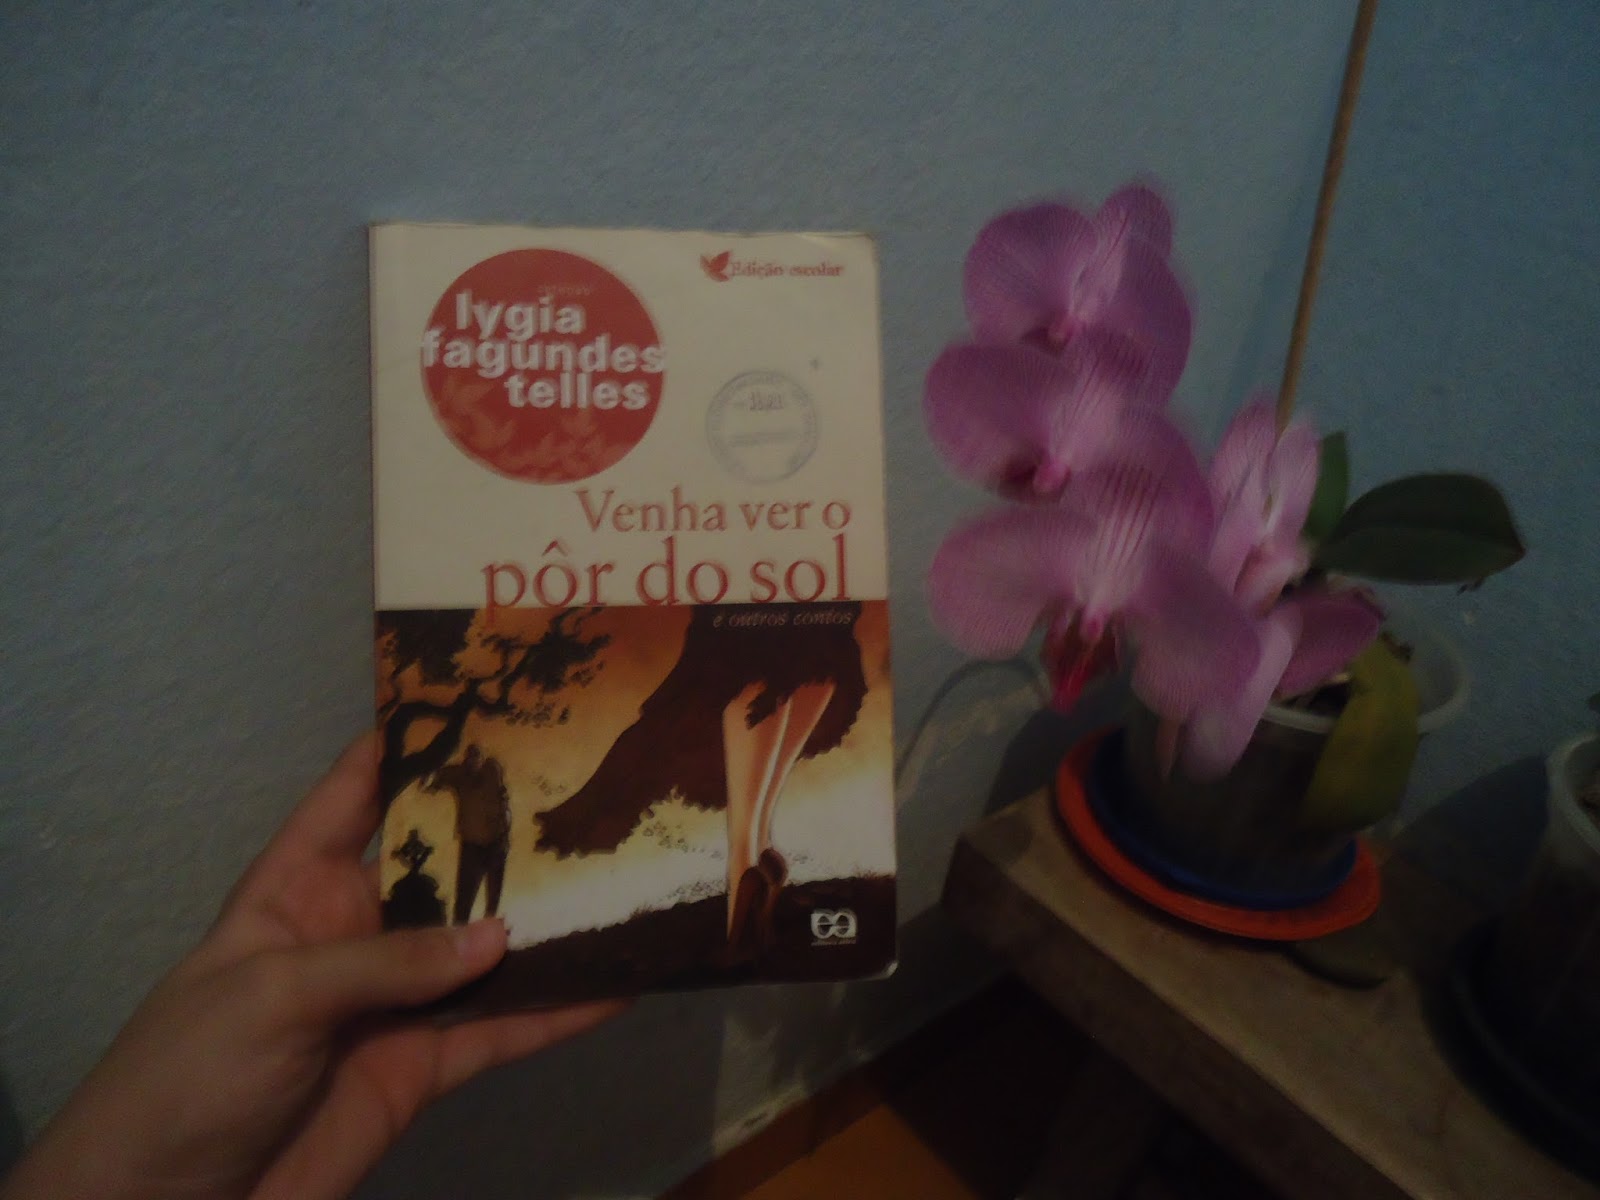 lygia
fagundes
telles
Edição escolar
Venha ver o
pôr do sol
e outros contos